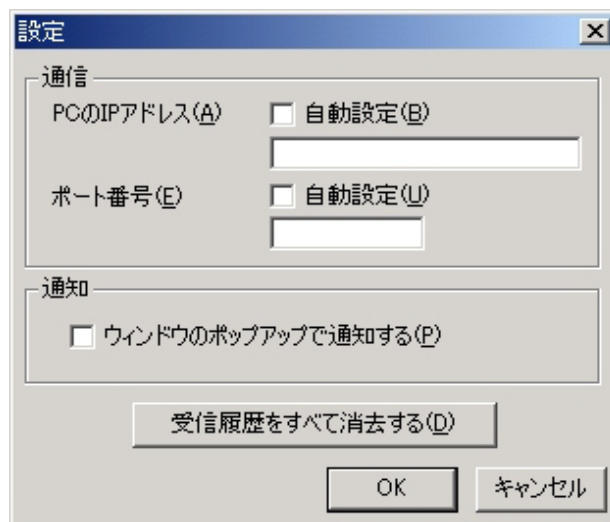 設定
通信
PCのIPアドレス(A) 自動設定(B)
ポート番号(E) 自動設定(U)
通知
ウィンドウのポップアップで通知する(P)
受信履歴をすべて消去する(D)
OK キャンセル